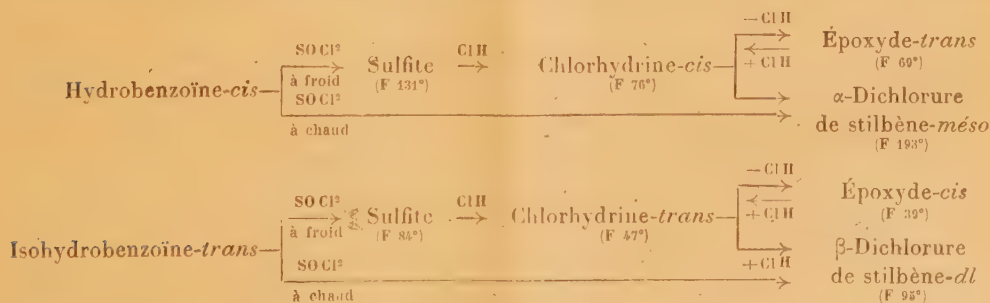 — Cl H
SO Cl² Cl H Époxyde-trans
Sulfite Chlorhydrine-cis + Cl H (F 69°)
à froid (F 131°) (F 76°)
Hydrobenzoïne-cis
SO Cl² α-Dichlorure
à chaud de stilbène-méso
(F 193°)
— Cl H
SO Cl² Cl H Époxyde-cis
Sulfite Chlorhydrine-trans + Cl H (F 39°)
à froid (F 84°) (F 47°)
Isohydrobenzoïne-trans
SO Cl² + Cl H β-Dichlorure
à chaud de stilbène-dl
(F 95°)